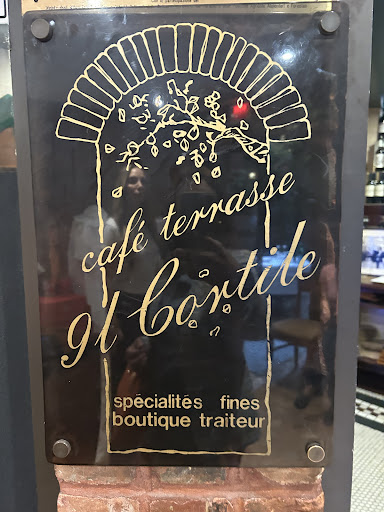 café terrasse
Il Cortile
spécialités fines
boutique traiteur